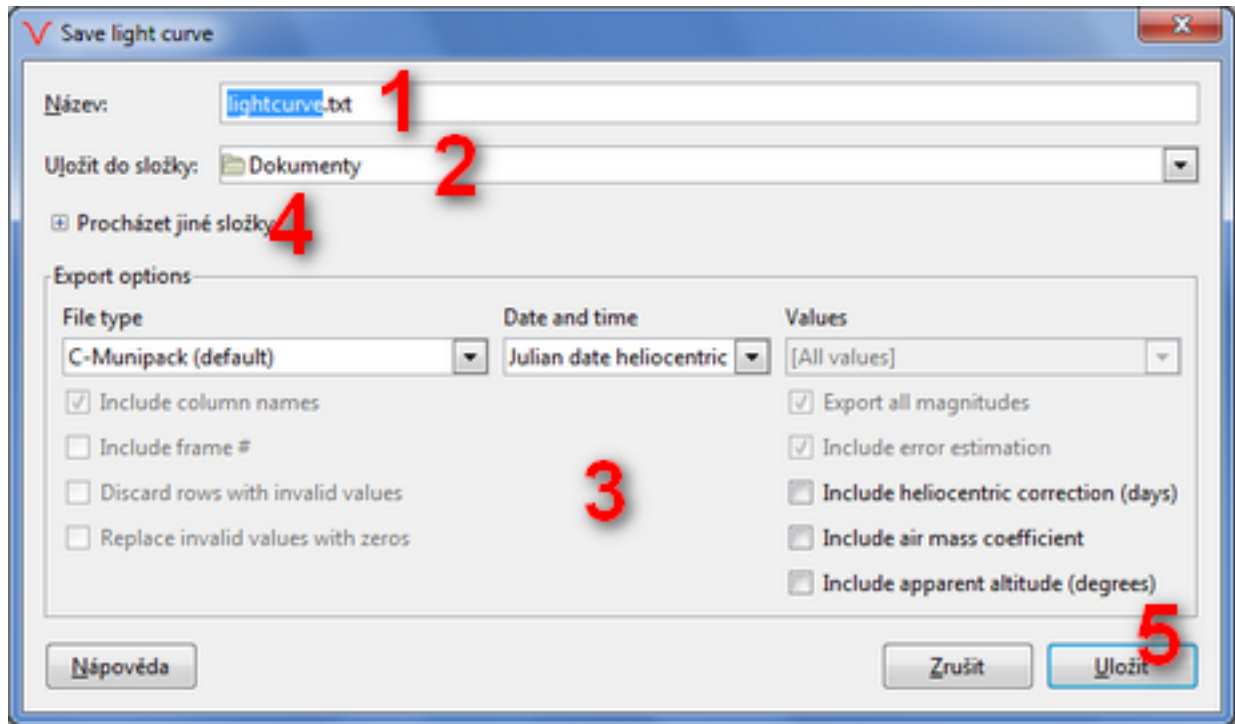 Save light curve
Název: lightcurve.txt 1
Uložit do složky: Dokumenty 2
Procházet jiné složky 4
Export options
File type Date and time Values
C-Munipack (default) Julian date heliocentric [All values]
Include column names Export all magnitudes
Include frame # Include error estimation
Discard rows with invalid values 3 Include heliocentric correction (days)
Replace invalid values with zeros Include air mass coefficient
Include apparent altitude (degrees)
Nápověda Zrušit Uložit 5